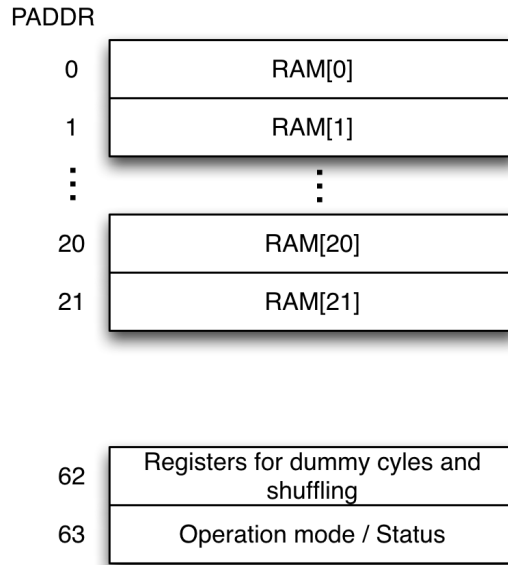 PADDR
0 RAM[0]
1 RAM[1]
⋮ ⋮
20 RAM[20]
21 RAM[21]
62 Registers for dummy cyles and
shuffling
63 Operation mode / Status